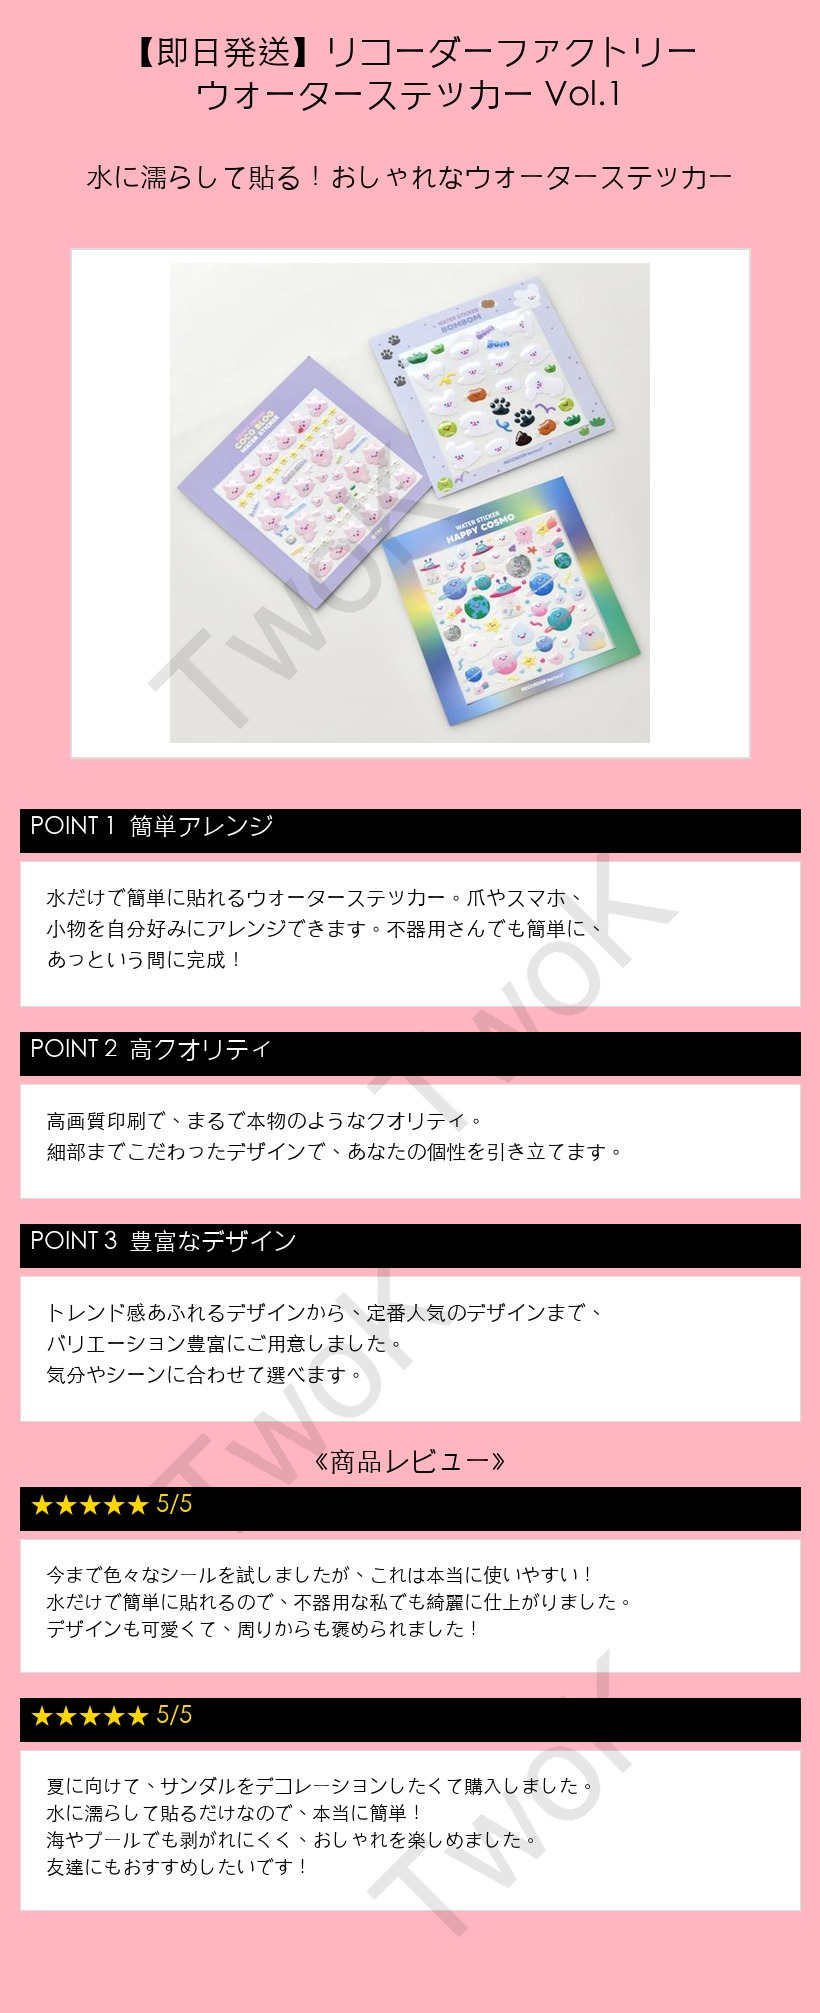 【即日発送】リコーダーファクトリー
ウォーターステッカー Vol.1
水に濡らして貼る！おしゃれなウォーターステッカー
WATER STICKER
BOMBOM
COCO BLOG
WATER STICKER
RECORDER factory
WATER STICKER
HAPPY COSMO
RECORDER factory
TwoK
POINT 1 簡単アレンジ
水だけで簡単に貼れるウォーターステッカー。爪やスマホ、
小物を自分好みにアレンジできます。不器用さんでも簡単に、
あっという間に完成！
TwoK
POINT 2 高クオリティ
高画質印刷で、まるで本物のようなクオリティ。
細部までこだわったデザインで、あなたの個性を引き立てます。
POINT 3 豊富なデザイン
トレンド感あふれるデザインから、定番人気のデザインまで、
バリエーション豊富にご用意しました。
気分やシーンに合わせて選べます。
TwoK
《商品レビュー》
★★★★★ 5/5
今まで色々なシールを試しましたが、これは本当に使いやすい！
水だけで簡単に貼れるので、不器用な私でも綺麗に仕上がりました。
デザインも可愛くて、周りからも褒められました！
★★★★★ 5/5
夏に向けて、サンダルをデコレーションしたくて購入しました。
水に濡らして貼るだけなので、本当に簡単！
海やプールでも剥がれにくく、おしゃれを楽しめました。
友達にもおすすめしたいです！
TwoK